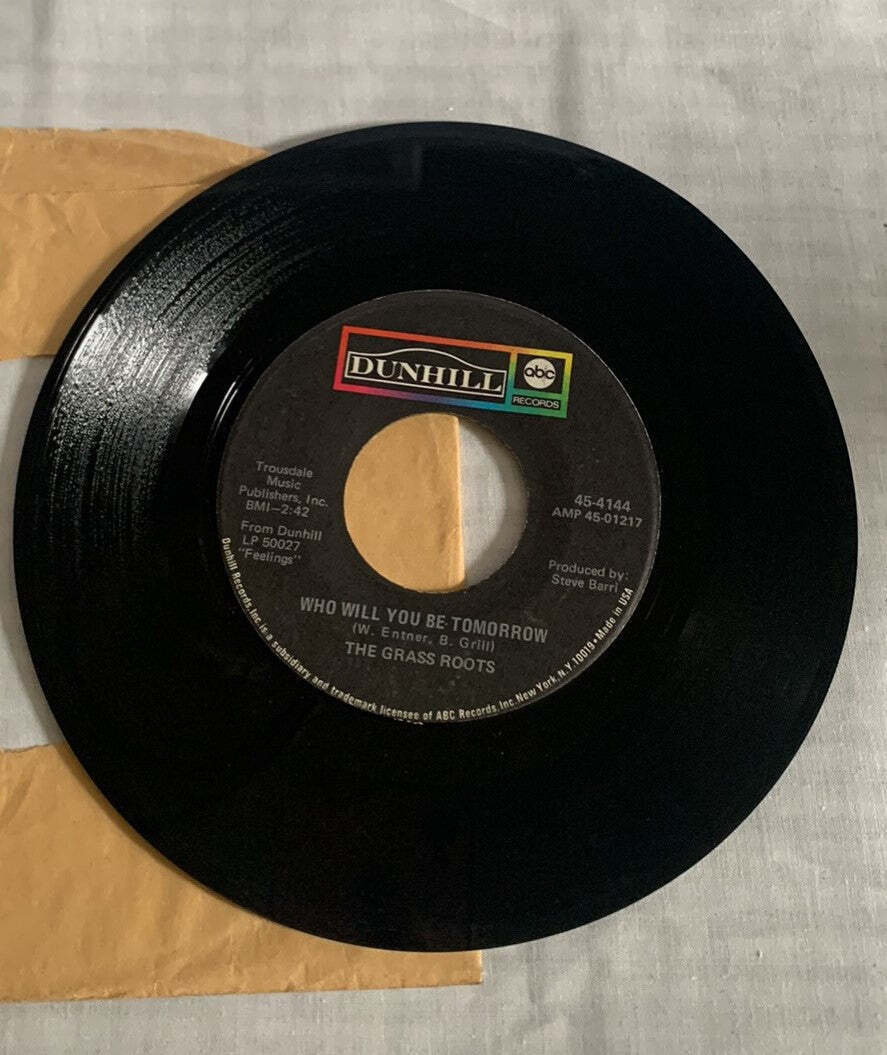 DUNHILL
abc
RECORDS
Trousdale
Music
Publishers, Inc.
BMI—2:42
From Dunhill
LP 50027
"Feelings"
45-4144
AMP 45-01217
Produced by:
Steve Barri
WHO WILL YOU BE TOMORROW
(W. Entner, B. Grill)
THE GRASS ROOTS
Dunhill Records, Inc. is a subsidiary and trademark licensee of ABC Records, Inc. New York, N.Y. 10019 • Made in USA